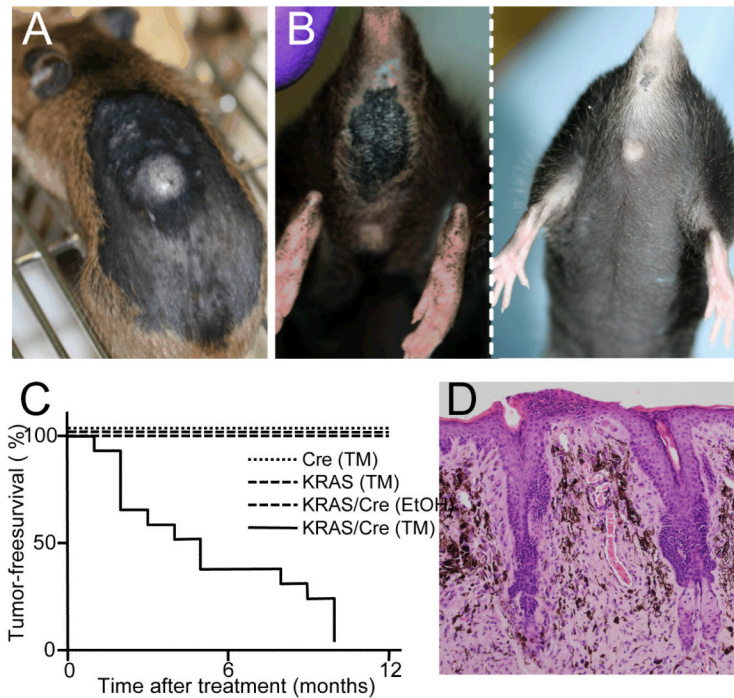 A
B
C
D
Tumor-freesurvival ( %)
100
50
0
Cre (TM)
KRAS (TM)
KRAS/Cre (EtOH)
KRAS/Cre (TM)
0
6
12
Time after treatment (months)